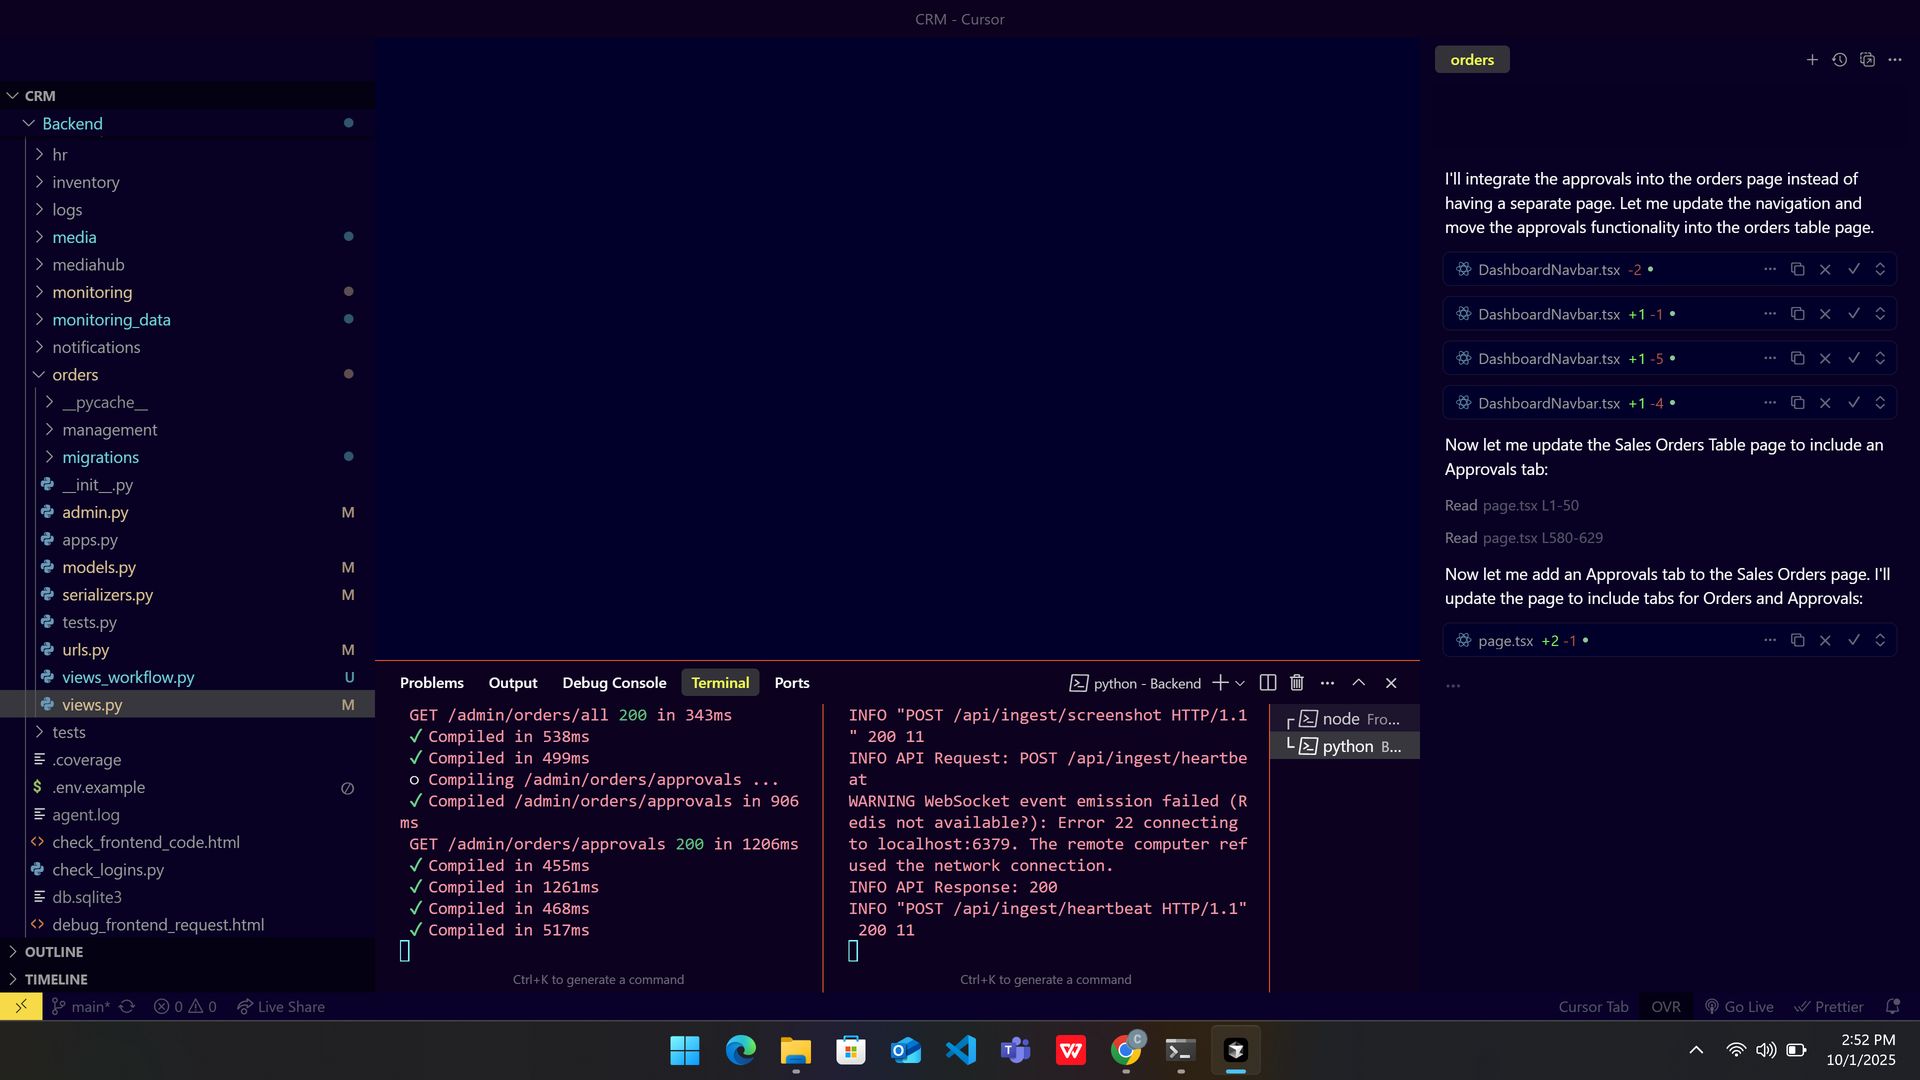 CRM - Cursor
CRM
Backend
hr
inventory
logs
media
mediahub
monitoring
monitoring_data
notifications
orders
__pycache__
management
migrations
__init__.py
admin.py M
apps.py
models.py M
serializers.py M
tests.py
urls.py M
views_workflow.py U
views.py M
tests
.coverage
$ .env.example
agent.log
check_frontend_code.html
check_logins.py
db.sqlite3
debug_frontend_request.html
OUTLINE
TIMELINE
Problems Output Debug Console Terminal Ports
python - Backend
GET /admin/orders/all 200 in 343ms
✓ Compiled in 538ms
✓ Compiled in 499ms
○ Compiling /admin/orders/approvals ...
✓ Compiled /admin/orders/approvals in 906
ms
GET /admin/orders/approvals 200 in 1206ms
✓ Compiled in 455ms
✓ Compiled in 1261ms
✓ Compiled in 468ms
✓ Compiled in 517ms
Ctrl+K to generate a command
INFO "POST /api/ingest/screenshot HTTP/1.1
" 200 11
INFO API Request: POST /api/ingest/heartbe
at
WARNING WebSocket event emission failed (R
edis not available?): Error 22 connecting
to localhost:6379. The remote computer ref
used the network connection.
INFO API Response: 200
INFO "POST /api/ingest/heartbeat HTTP/1.1"
200 11
Ctrl+K to generate a command
node Fro...
python B...
orders
I'll integrate the approvals into the orders page instead of
having a separate page. Let me update the navigation and
move the approvals functionality into the orders table page.
DashboardNavbar.tsx -2
DashboardNavbar.tsx +1 -1
DashboardNavbar.tsx +1 -5
DashboardNavbar.tsx +1 -4
Now let me update the Sales Orders Table page to include an
Approvals tab:
Read page.tsx L1-50
Read page.tsx L580-629
Now let me add an Approvals tab to the Sales Orders page. I'll
update the page to include tabs for Orders and Approvals:
page.tsx +2 -1
main* 0 0 Live Share
Cursor Tab OVR Go Live Prettier
C
2:52 PM
10/1/2025